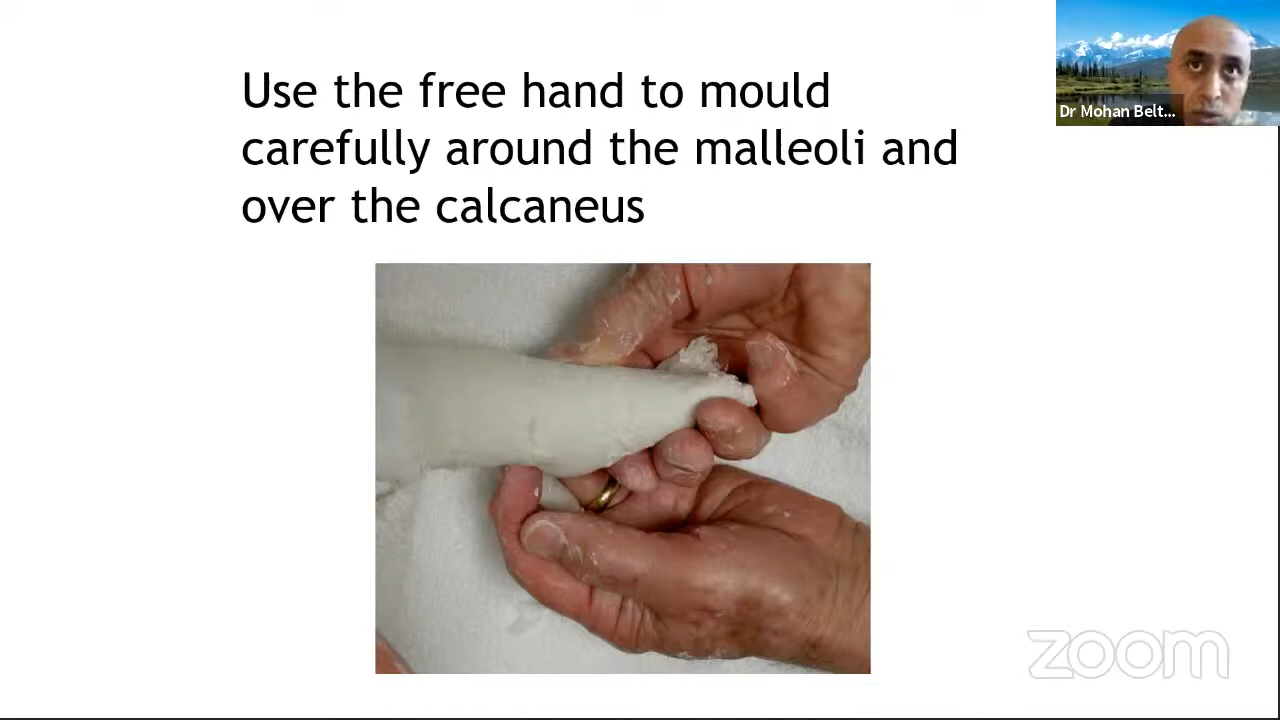 Use the free hand to mould
carefully around the malleoli and
over the calcaneus
Dr Mohan Belt...
zoom